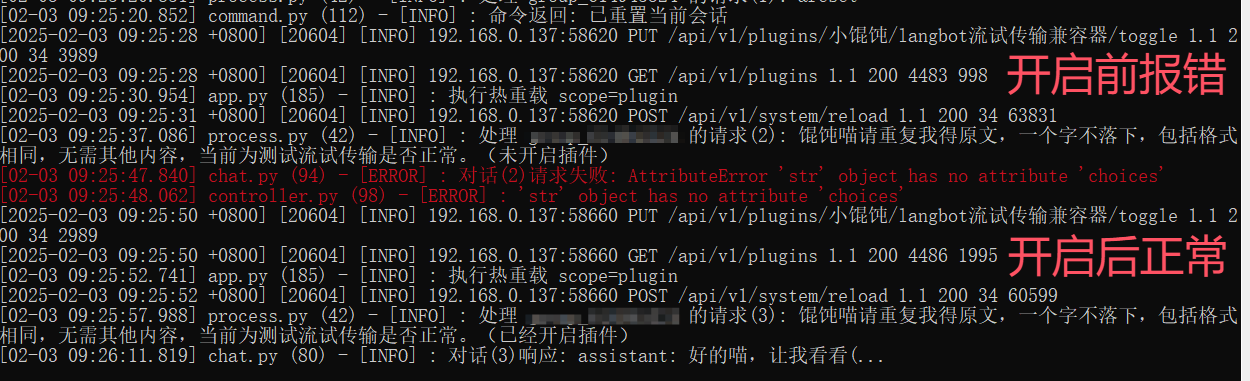 [02-03 09:25:20.852] command.py (112) - [INFO] : 命令返回: 已重置当前会话
[2025-02-03 09:25:28 +0800] [20604] [INFO] 192.168.0.137:58620 PUT /api/v1/plugins/小馄饨/langbot流试传输兼容器/toggle 1.1 2
00 34 3989
[2025-02-03 09:25:28 +0800] [20604] [INFO] 192.168.0.137:58620 GET /api/v1/plugins 1.1 200 4483 998
开启前报错
[02-03 09:25:30.954] app.py (185) - [INFO] : 执行热重载 scope=plugin
[2025-02-03 09:25:31 +0800] [20604] [INFO] 192.168.0.137:58620 POST /api/v1/system/reload 1.1 200 34 63831
[02-03 09:25:37.086] process.py (42) - [INFO] : 处理 的请求(2): 馄饨喵请重复我得原文，一个字不落下，包括格式
相同，无需其他内容，当前为测试流试传输是否正常。（未开启插件）
[02-03 09:25:47.840] chat.py (94) - [ERROR] : 对话(2)请求失败: AttributeError 'str' object has no attribute 'choices'
[02-03 09:25:48.062] controller.py (98) - [ERROR] : 'str' object has no attribute 'choices'
[2025-02-03 09:25:50 +0800] [20604] [INFO] 192.168.0.137:58660 PUT /api/v1/plugins/小馄饨/langbot流试传输兼容器/toggle 1.1 2
00 34 2989
[2025-02-03 09:25:50 +0800] [20604] [INFO] 192.168.0.137:58660 GET /api/v1/plugins 1.1 200 4486 1995
开启后正常
[02-03 09:25:52.741] app.py (185) - [INFO] : 执行热重载 scope=plugin
[2025-02-03 09:25:52 +0800] [20604] [INFO] 192.168.0.137:58660 POST /api/v1/system/reload 1.1 200 34 60599
[02-03 09:25:57.988] process.py (42) - [INFO] : 处理 的请求(3): 馄饨喵请重复我得原文，一个字不落下，包括格式
相同，无需其他内容，当前为测试流试传输是否正常。（已经开启插件）
[02-03 09:26:11.819] chat.py (80) - [INFO] : 对话(3)响应: assistant: 好的喵，让我看看(...